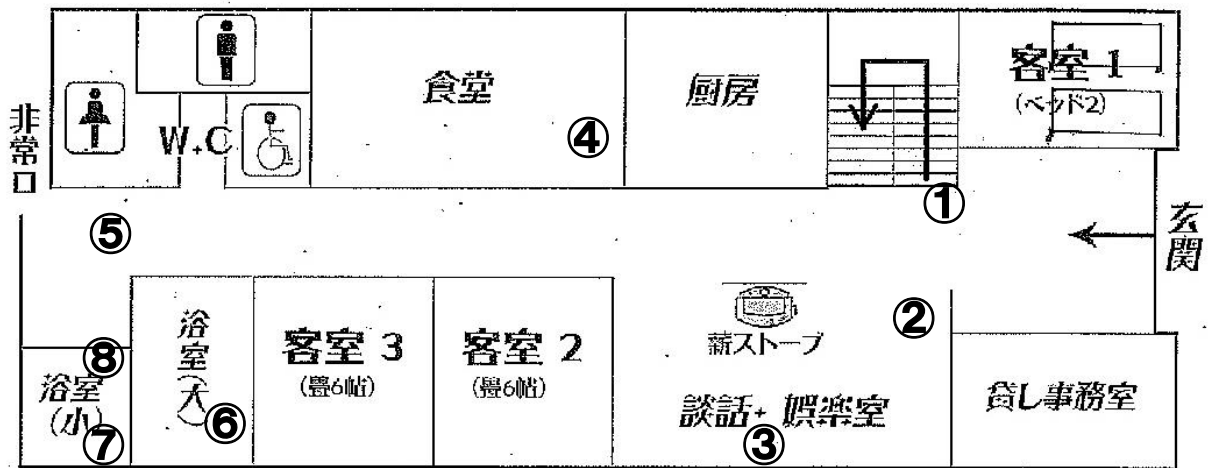 食堂
厨房
客室 1
(ベッド2)
非常口
W.C
④
①
玄関
⑤
②
薪ストーブ
浴室
(大)
客室 3
(畳6帖)
客室 2
(畳6帖)
⑧
浴室
(小)
⑦
⑥
談話+ 娯楽室
③
貸し事務室